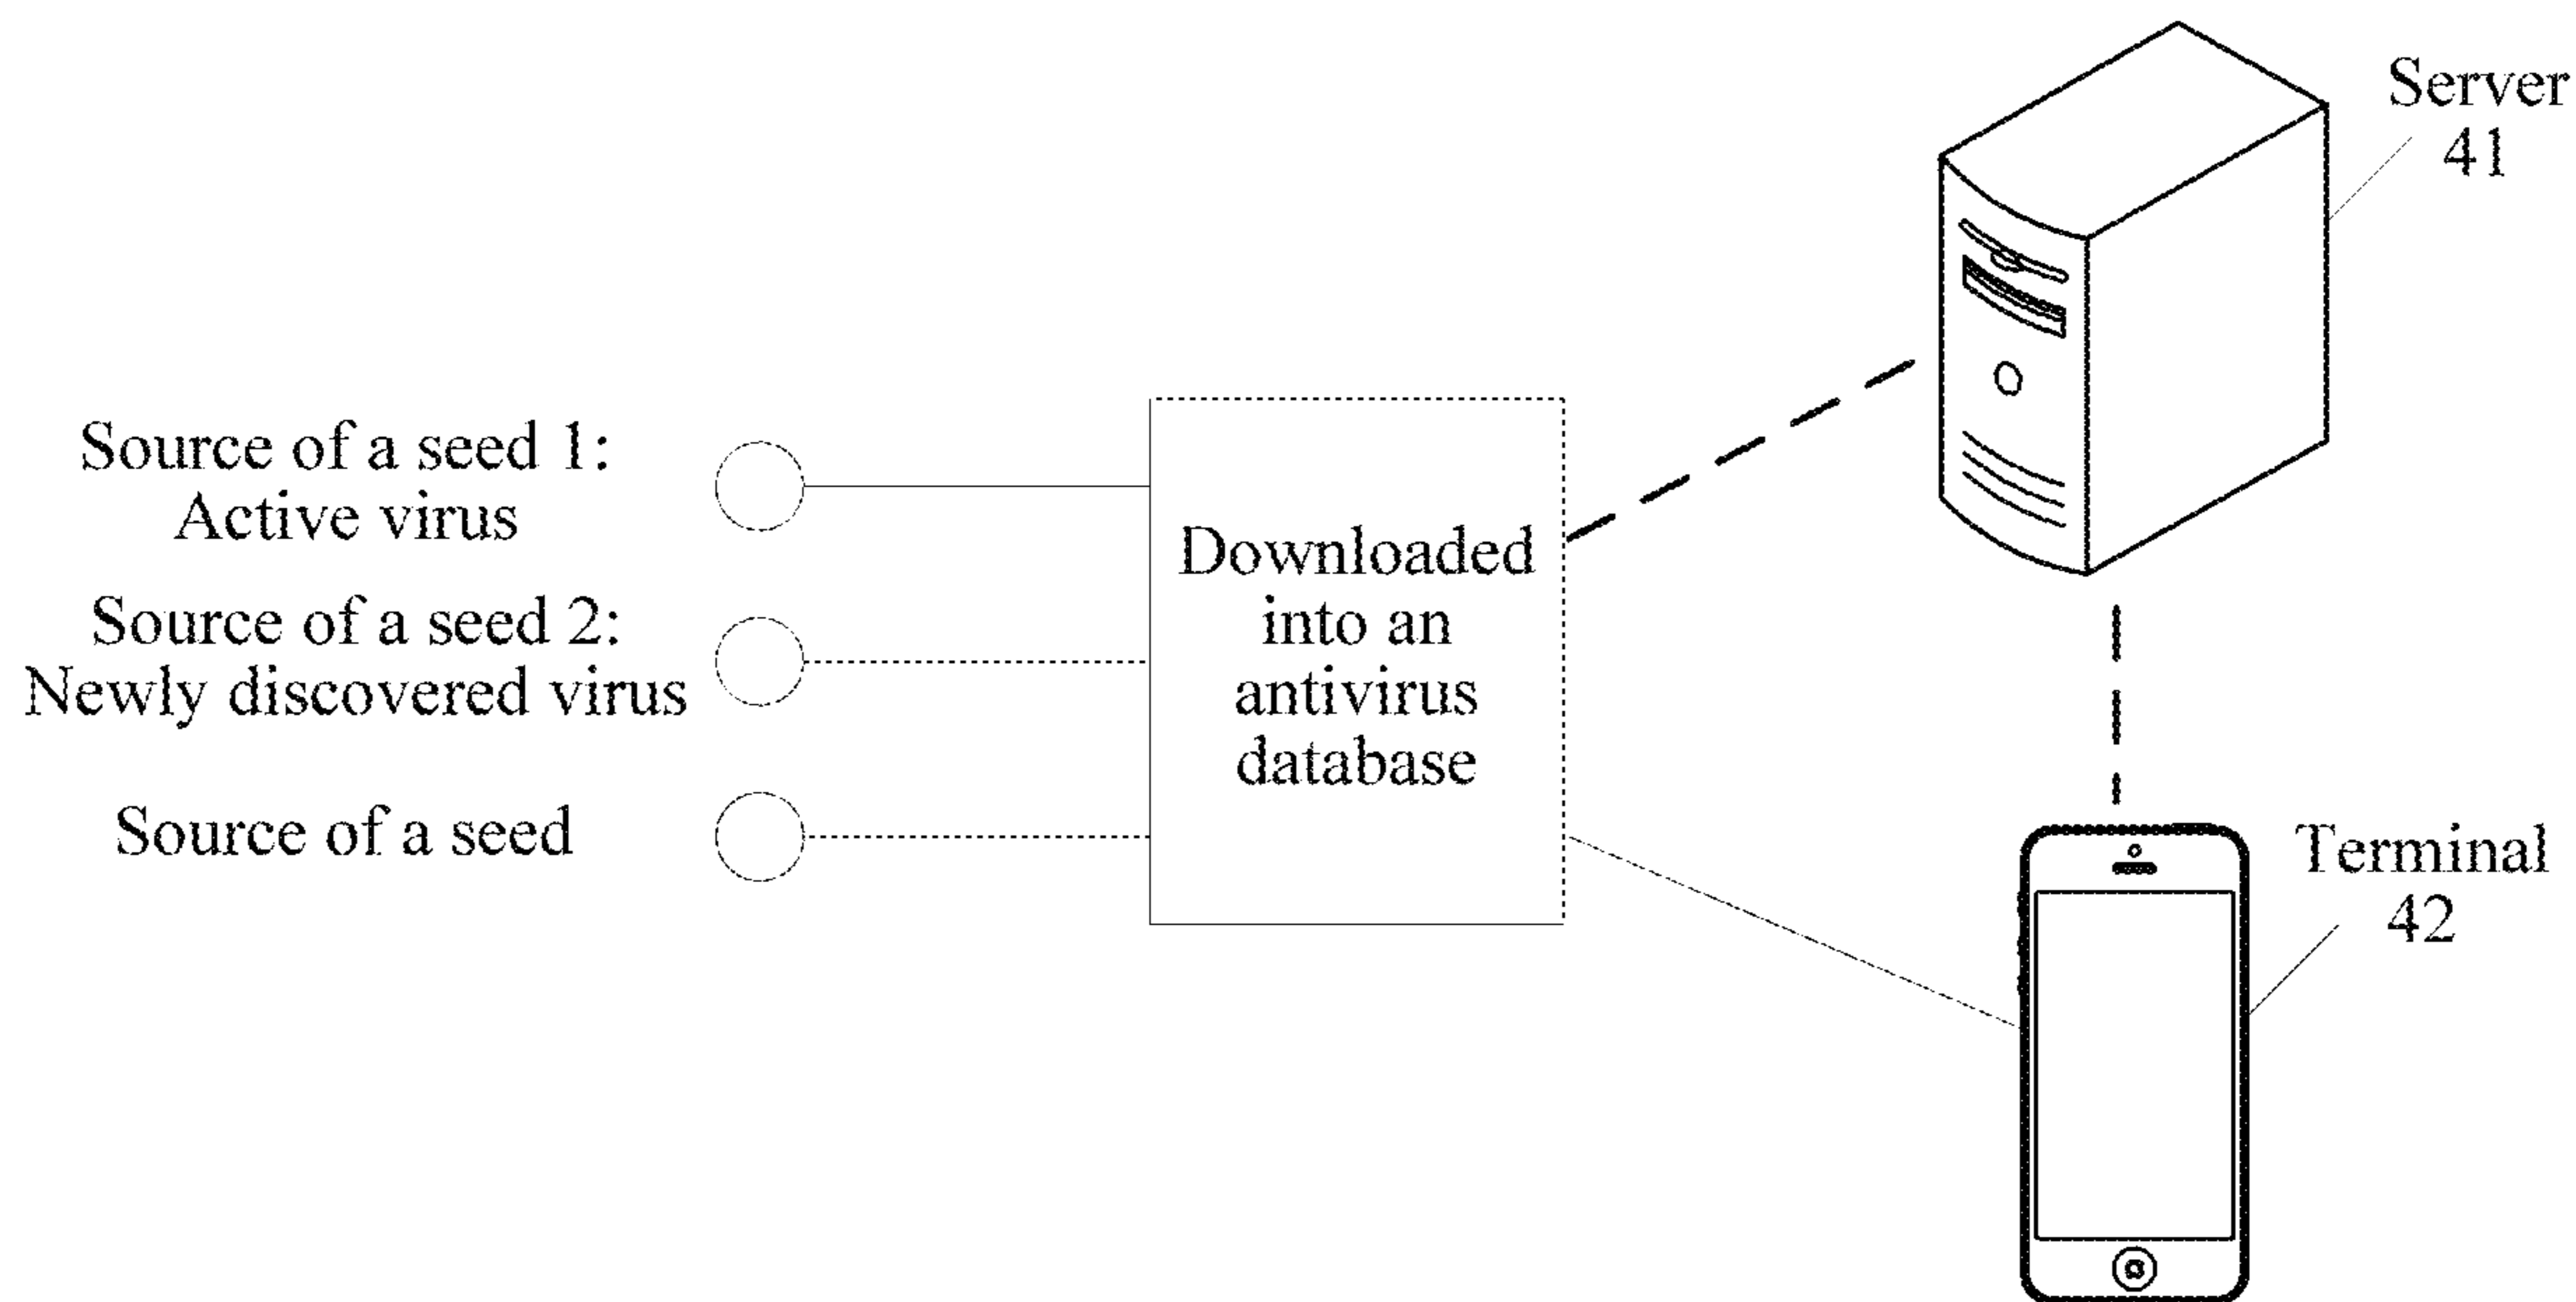 Source of a seed 1:
Active virus
Source of a seed 2:
Newly discovered virus
Source of a seed
Downloaded
into an
antivirus
database
Server
41
Terminal
42